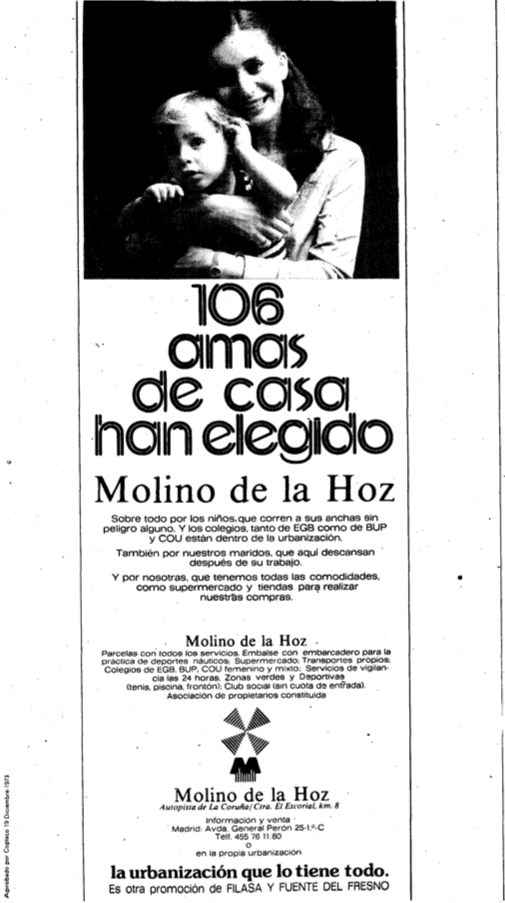 106
amas
de casa
han elegido
Molino de la Hoz
Sobre todo por los niños, que corren a sus anchas sin
peligro alguno. Y los colegios, tanto de EGB como de BUP
y COU están dentro de la urbanización.
También por nuestros maridos, que aquí descansan
después de su trabajo.
Y por nosotras, que tenemos todas las comodidades,
como supermercado y tiendas para realizar
nuestras compras.
Molino de la Hoz
Parcelas con todos los servicios. Embalse con embarcadero para la
práctica de deportes náuticos; Supermercado; Transportes propios;
Colegios de EGB, BUP, COU femenino y mixto; Servicios de vigilan-
cia las 24 horas; Zonas verdes y Deportivas
(tenis, piscina, frontón); Club social (sin cuota de entrada).
Asociación de propietarios constituida
M
Molino de la Hoz
Autopista de La Coruña/ Ctra. El Escorial, km. 8
Información y venta
Madrid: Avda. General Perón 25-1.º-C
Telf. 455 76 11 80
o
en la propia urbanización
la urbanización que lo tiene todo.
Es otra promoción de FILASA Y FUENTE DEL FRESNO
Aprobado por Coplaco 19 Diciembre-1973